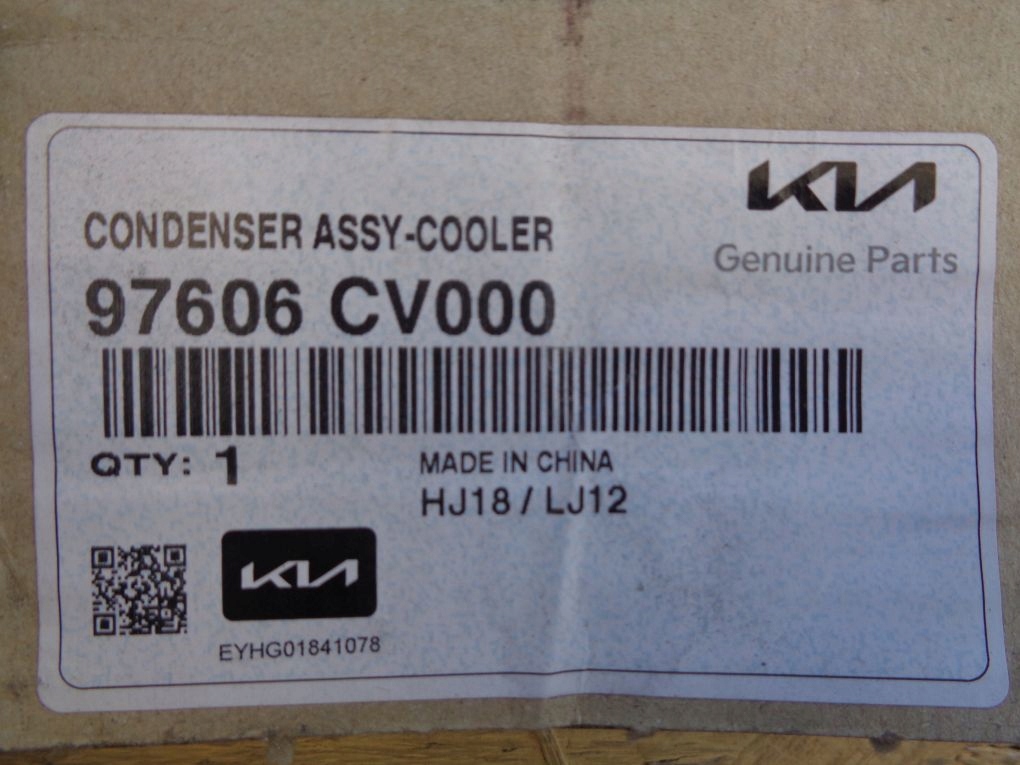 KIA
Genuine Parts
CONDENSER ASSY-COOLER
97606 CV000
QTY: 1
MADE IN CHINA
HJ18 / LJ12
KIA
EYHG01841078